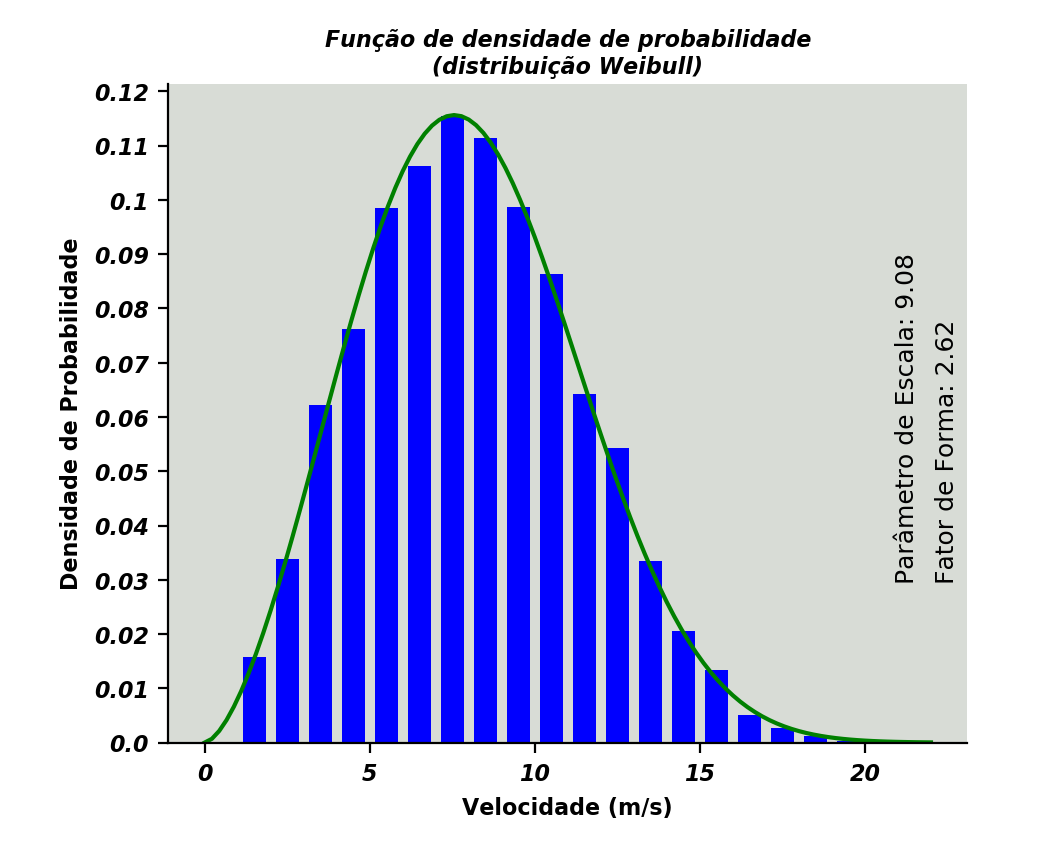 Função de densidade de probabilidade
(distribuição Weibull)
Densidade de Probabilidade
0.12
0.11
0.1
0.09
0.08
0.07
0.06
0.05
0.04
0.03
0.02
0.01
0.0
Parâmetro de Escala: 9.08
Fator de Forma: 2.62
0 5 10 15 20
Velocidade (m/s)